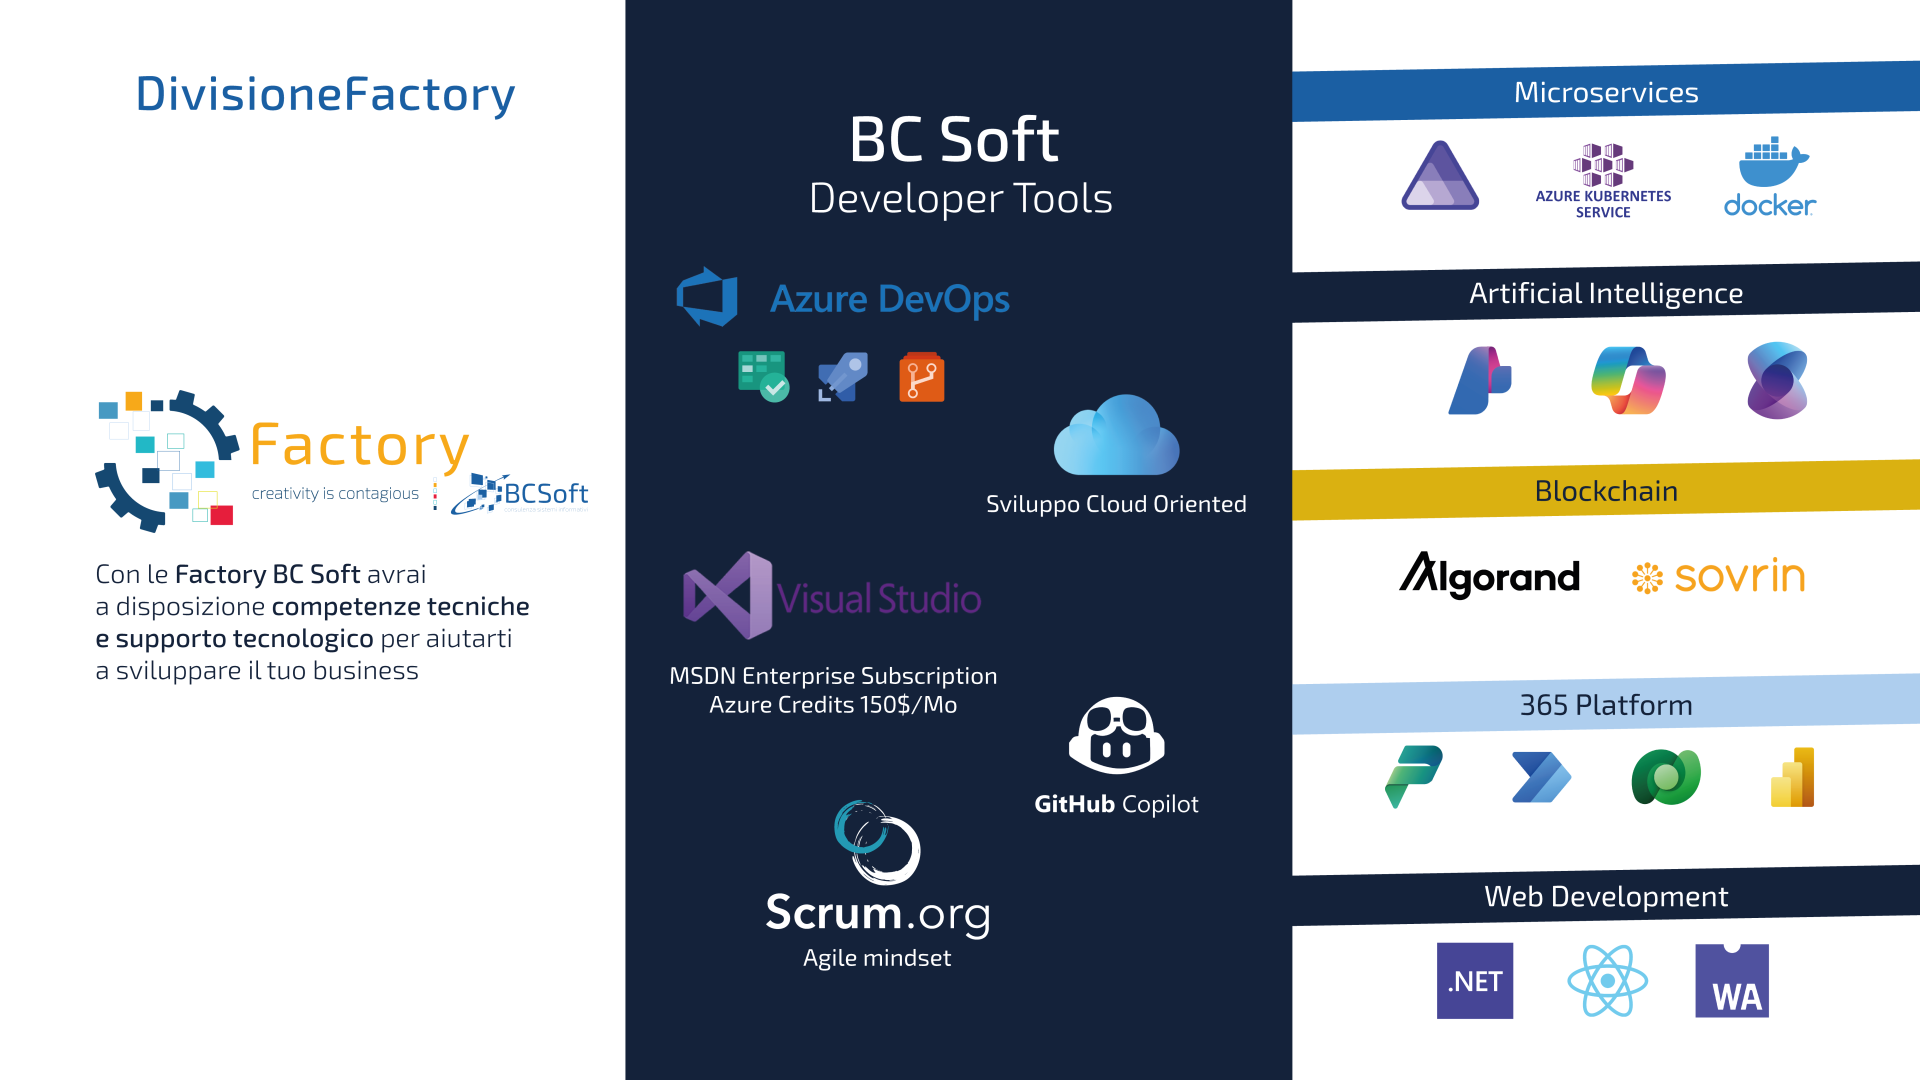 DivisioneFactory
Factory
creativity is contagious
BCSoft
Con le Factory BC Soft avrai
a disposizione competenze tecniche
e supporto tecnologico per aiutarti
a sviluppare il tuo business
BC Soft
Developer Tools
Azure DevOps
Sviluppo Cloud Oriented
Visual Studio
MSDN Enterprise Subscription
Azure Credits 150$/Mo
GitHub Copilot
Scrum.org
Agile mindset
Microservices
AZURE KUBERNETES
SERVICE
docker
Artificial Intelligence
Blockchain
Algorand
sovrin
365 Platform
Web Development
.NET
WA